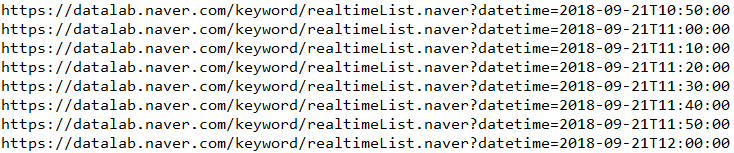 https://datalab.naver.com/keyword/realtimeList.naver?datetime=2018-09-21T10:50:00
https://datalab.naver.com/keyword/realtimeList.naver?datetime=2018-09-21T11:00:00
https://datalab.naver.com/keyword/realtimeList.naver?datetime=2018-09-21T11:10:00
https://datalab.naver.com/keyword/realtimeList.naver?datetime=2018-09-21T11:20:00
https://datalab.naver.com/keyword/realtimeList.naver?datetime=2018-09-21T11:30:00
https://datalab.naver.com/keyword/realtimeList.naver?datetime=2018-09-21T11:40:00
https://datalab.naver.com/keyword/realtimeList.naver?datetime=2018-09-21T11:50:00
https://datalab.naver.com/keyword/realtimeList.naver?datetime=2018-09-21T12:00:00